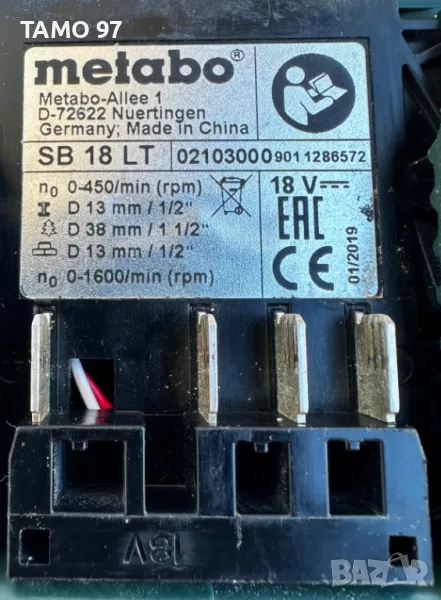 TAMO 97
metabo®
Metabo-Allee 1
D-72622 Nuertingen
Germany; Made in China
SB 18 LT 02103000 9011286572
n₀ 0-450/min (rpm)
D 13 mm / 1/2"
D 38 mm / 1 1/2"
D 13 mm / 1/2"
n₀ 0-1600/min (rpm)
18 V
EAC
CE
01/2019
18V
BAZAR
bg